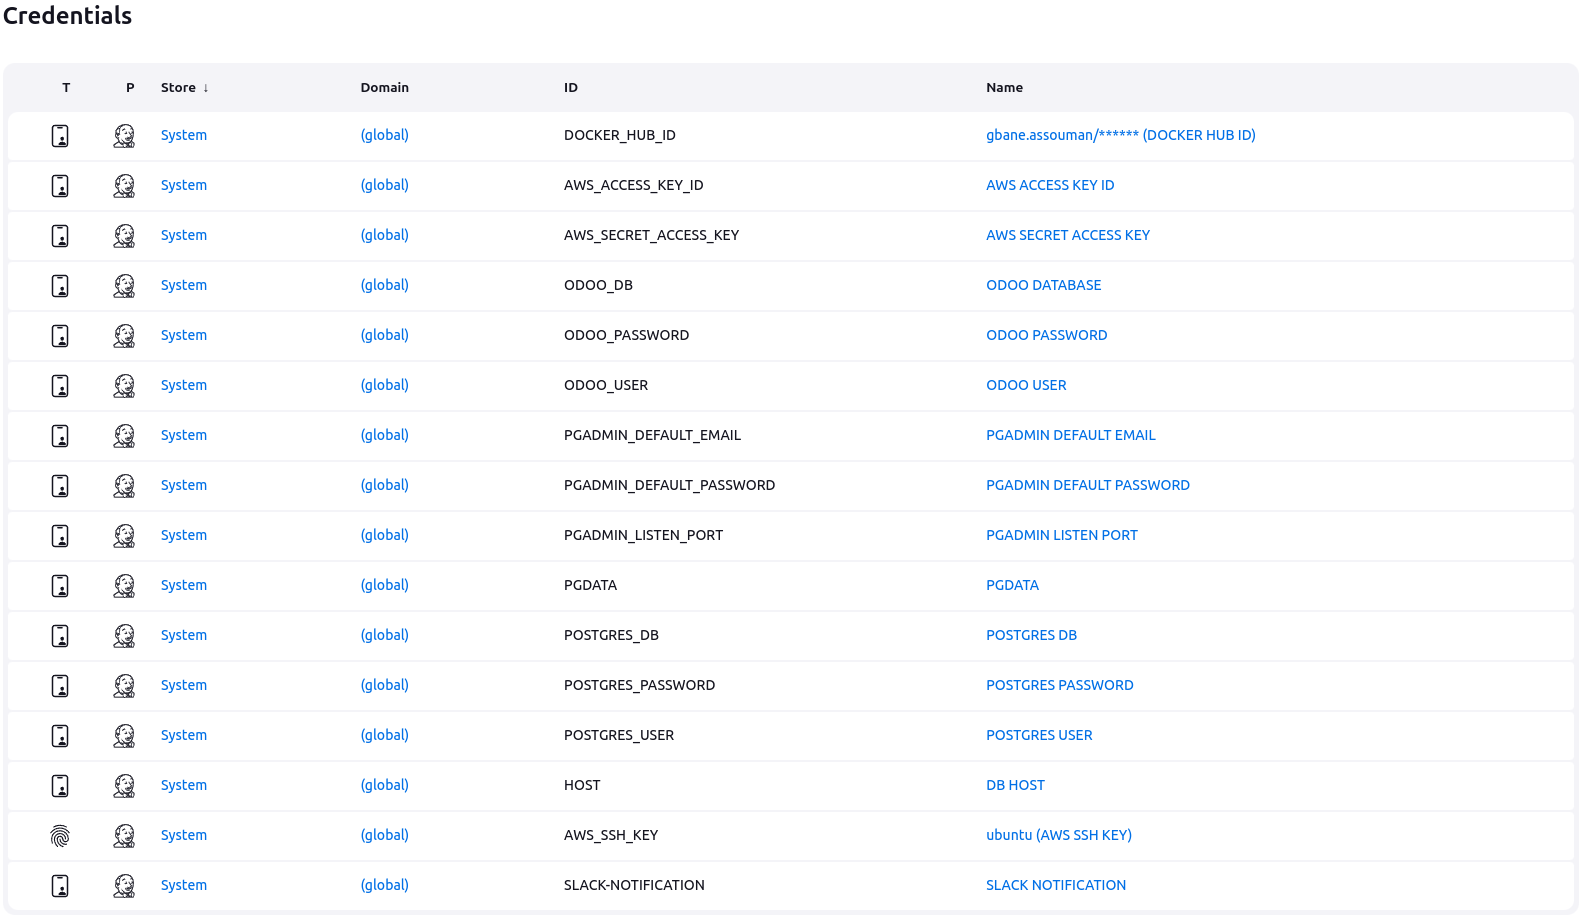 Credentials
T P Store ↓ Domain ID Name
System (global) DOCKER_HUB_ID gbane.assouman/****** (DOCKER HUB ID)
System (global) AWS_ACCESS_KEY_ID AWS ACCESS KEY ID
System (global) AWS_SECRET_ACCESS_KEY AWS SECRET ACCESS KEY
System (global) ODOO_DB ODOO DATABASE
System (global) ODOO_PASSWORD ODOO PASSWORD
System (global) ODOO_USER ODOO USER
System (global) PGADMIN_DEFAULT_EMAIL PGADMIN DEFAULT EMAIL
System (global) PGADMIN_DEFAULT_PASSWORD PGADMIN DEFAULT PASSWORD
System (global) PGADMIN_LISTEN_PORT PGADMIN LISTEN PORT
System (global) PGDATA PGDATA
System (global) POSTGRES_DB POSTGRES DB
System (global) POSTGRES_PASSWORD POSTGRES PASSWORD
System (global) POSTGRES_USER POSTGRES USER
System (global) HOST DB HOST
System (global) AWS_SSH_KEY ubuntu (AWS SSH KEY)
System (global) SLACK-NOTIFICATION SLACK NOTIFICATION